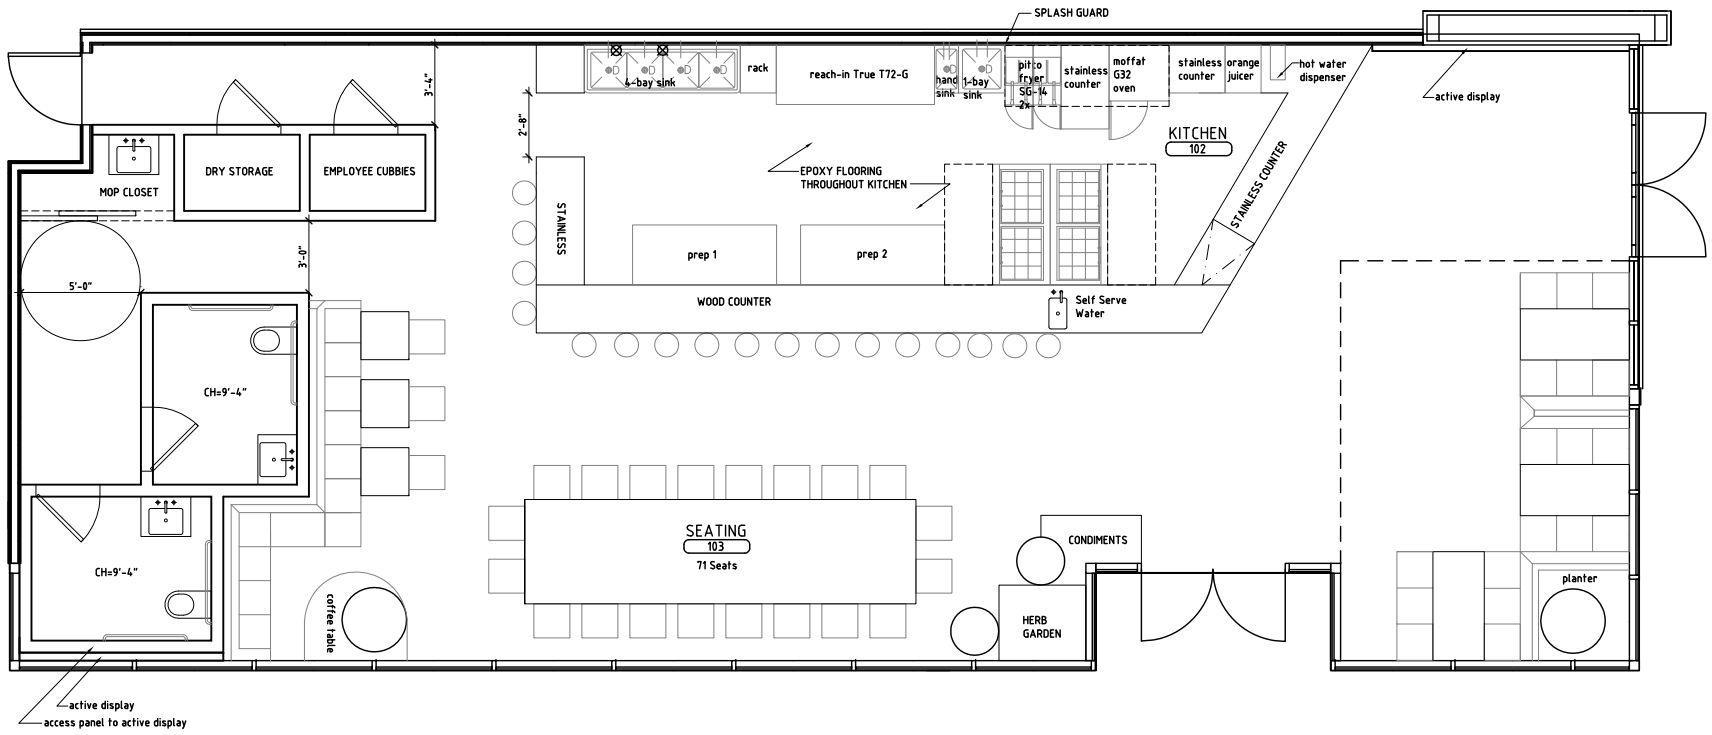 SPLASH GUARD
3'-4"
4-bay sink
rack
reach-in True T72-G
hand
sink
1-bay
sink
pitco
fryer
SG-14
2x
stainless
counter
moffat
G32
oven
stainless
counter
orange
juicer
hot water
dispenser
active display
2'-8"
KITCHEN
102
MOP CLOSET
DRY STORAGE
EMPLOYEE CUBBIES
EPOXY FLOORING
THROUGHOUT KITCHEN
STAINLESS COUNTER
STAINLESS
3'-0"
5'-0"
prep 1
prep 2
WOOD COUNTER
Self Serve
Water
CH=9'-4"
SEATING
103
71 Seats
CONDIMENTS
CH=9'-4"
planter
coffee table
HERB
GARDEN
active display
access panel to active display